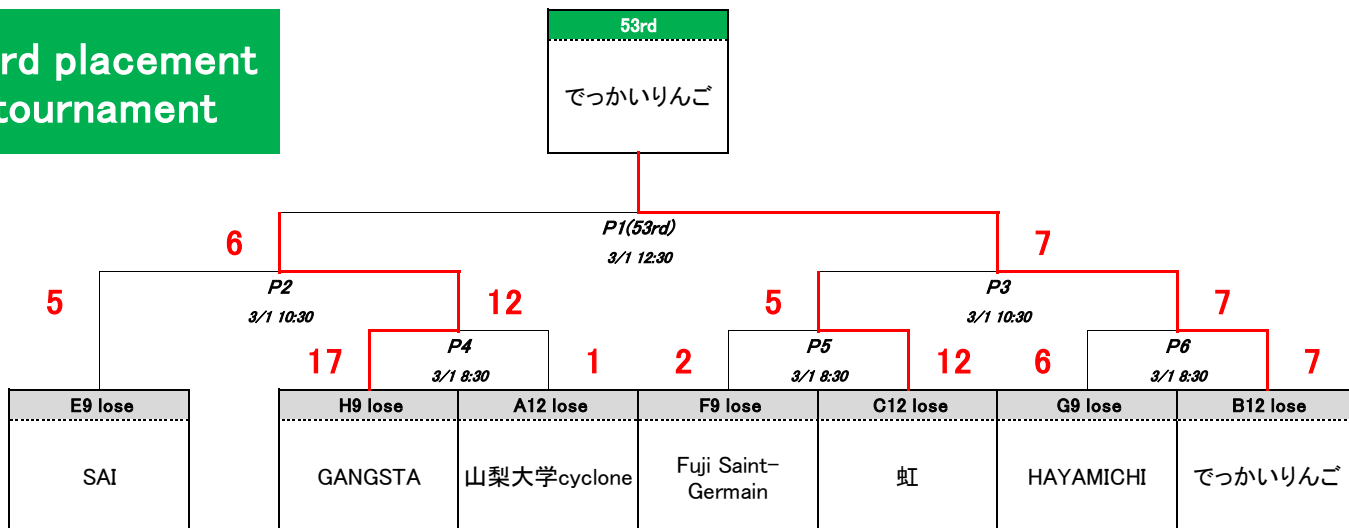 53rd
rd placement
tournament
でっかいりんご
P1(53rd)
6
7
3/1 12:30
5
P2
12
5
P3
7
3/1 10:30
3/1 10:30
17
P4
1
2
P5
12
6
P6
7
3/1 8:30
3/1 8:30
3/1 8:30
E9 lose
H9 lose
A12 lose
F9 lose
C12 lose
G9 lose
B12 lose
SAI
GANGSTA
山梨大学cyclone
Fuji Saint-
Germain
虹
HAYAMICHI
でっかいりんご